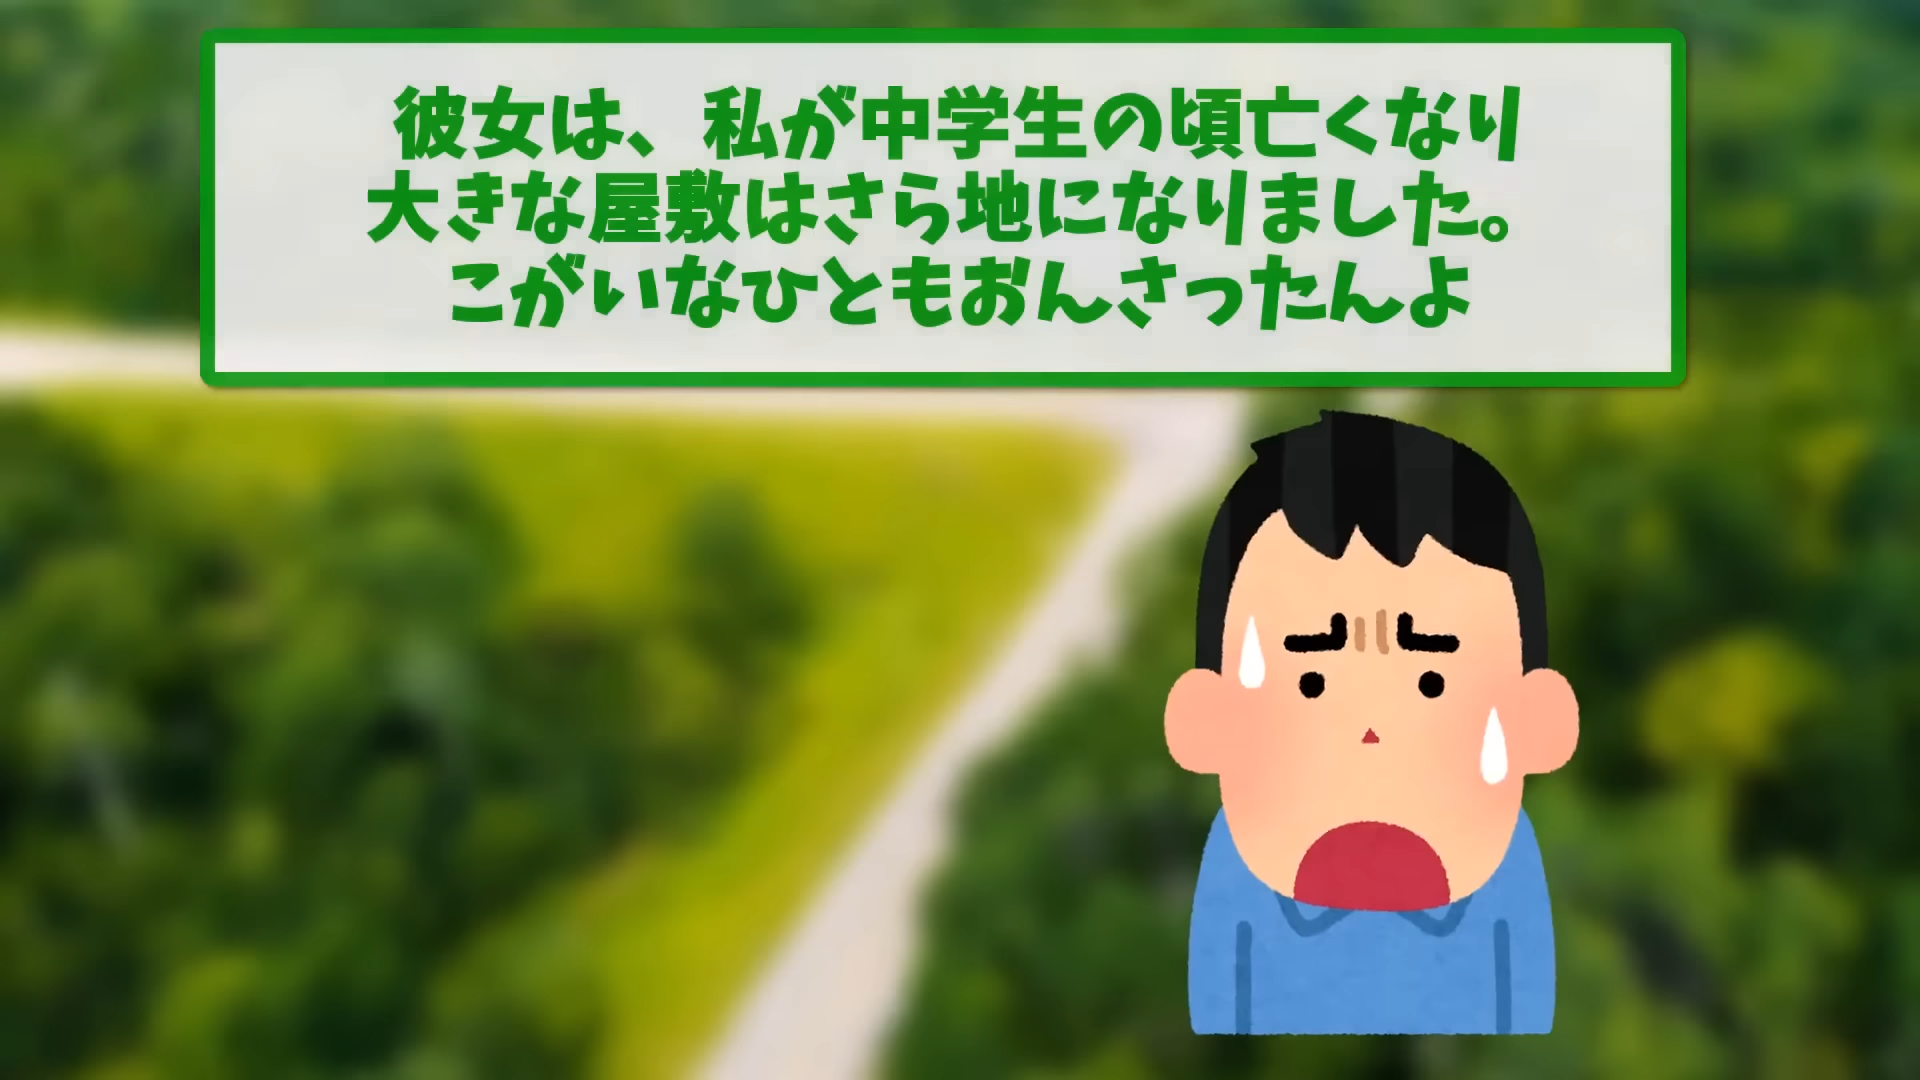 彼女は、私が中学生の頃亡くなり
大きな屋敷はさら地になりました。
こがいなひともおんさったんよ